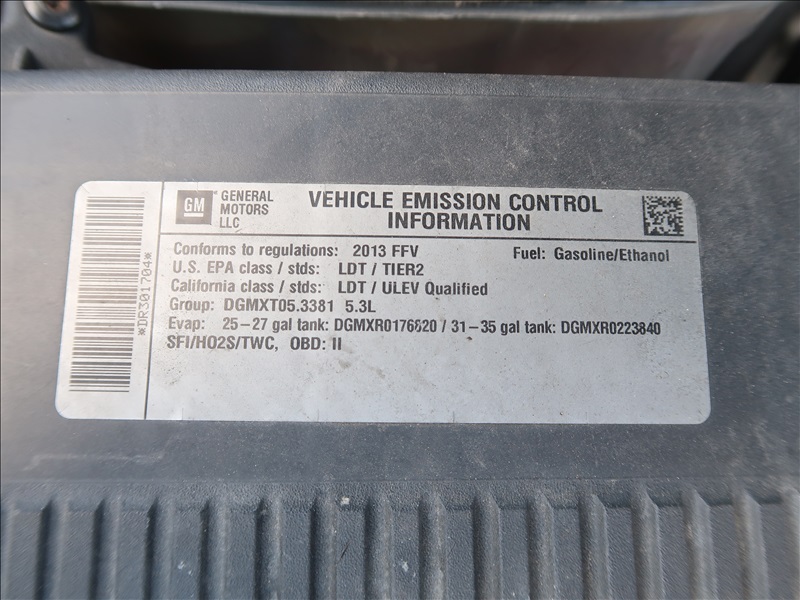 GM GENERAL MOTORS LLC
VEHICLE EMISSION CONTROL
INFORMATION
Conforms to regulations: 2013 FFV Fuel: Gasoline/Ethanol
U.S. EPA class / stds: LDT / TIER2
California class / stds: LDT / ULEV Qualified
Group: DGMXT05.3381 5.3L
Evap: 25-27 gal tank: DGMXR0176820 / 31-35 gal tank: DGMXR0223840
SFI/HO2S/TWC, OBD: II
*DR301704*